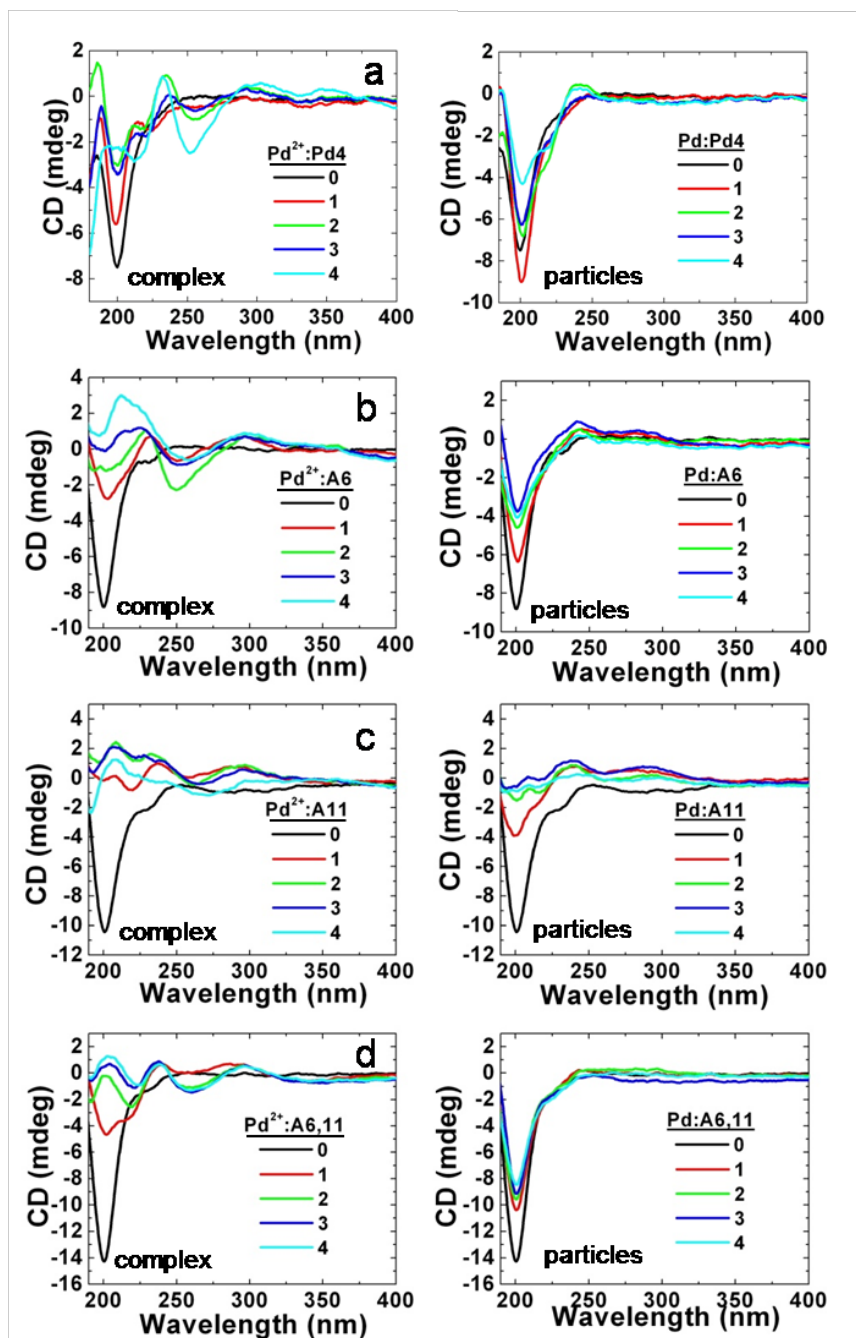 a
CD (mdeg)
2
0
-2
-4
-6
-8
Pd2+:Pd4
0
1
2
3
4
complex
200 250 300 350 400
Wavelength (nm)
CD (mdeg)
2
0
-2
-4
-6
-8
-10
Pd:Pd4
0
1
2
3
4
particles
200 250 300 350 400
Wavelength (nm)
b
CD (mdeg)
4
2
0
-2
-4
-6
-8
-10
Pd2+:A6
0
1
2
3
4
complex
200 250 300 350 400
Wavelength (nm)
CD (mdeg)
4
2
0
-2
-4
-6
-8
-10
Pd:A6
0
1
2
3
4
particles
200 250 300 350 400
Wavelength (nm)
c
CD (mdeg)
4
2
0
-2
-4
-6
-8
-10
-12
Pd2+:A11
0
1
2
3
4
complex
200 250 300 350 400
Wavelength (nm)
CD (mdeg)
4
2
0
-2
-4
-6
-8
-10
-12
Pd:A11
0
1
2
3
4
particles
200 250 300 350 400
Wavelength (nm)
d
CD (mdeg)
2
0
-2
-4
-6
-8
-10
-12
-14
-16
Pd2+:A6,11
0
1
2
3
4
complex
200 250 300 350 400
Wavelength (nm)
CD (mdeg)
2
0
-2
-4
-6
-8
-10
-12
-14
-16
Pd:A6,11
0
1
2
3
4
particles
200 250 300 350 400
Wavelength (nm)